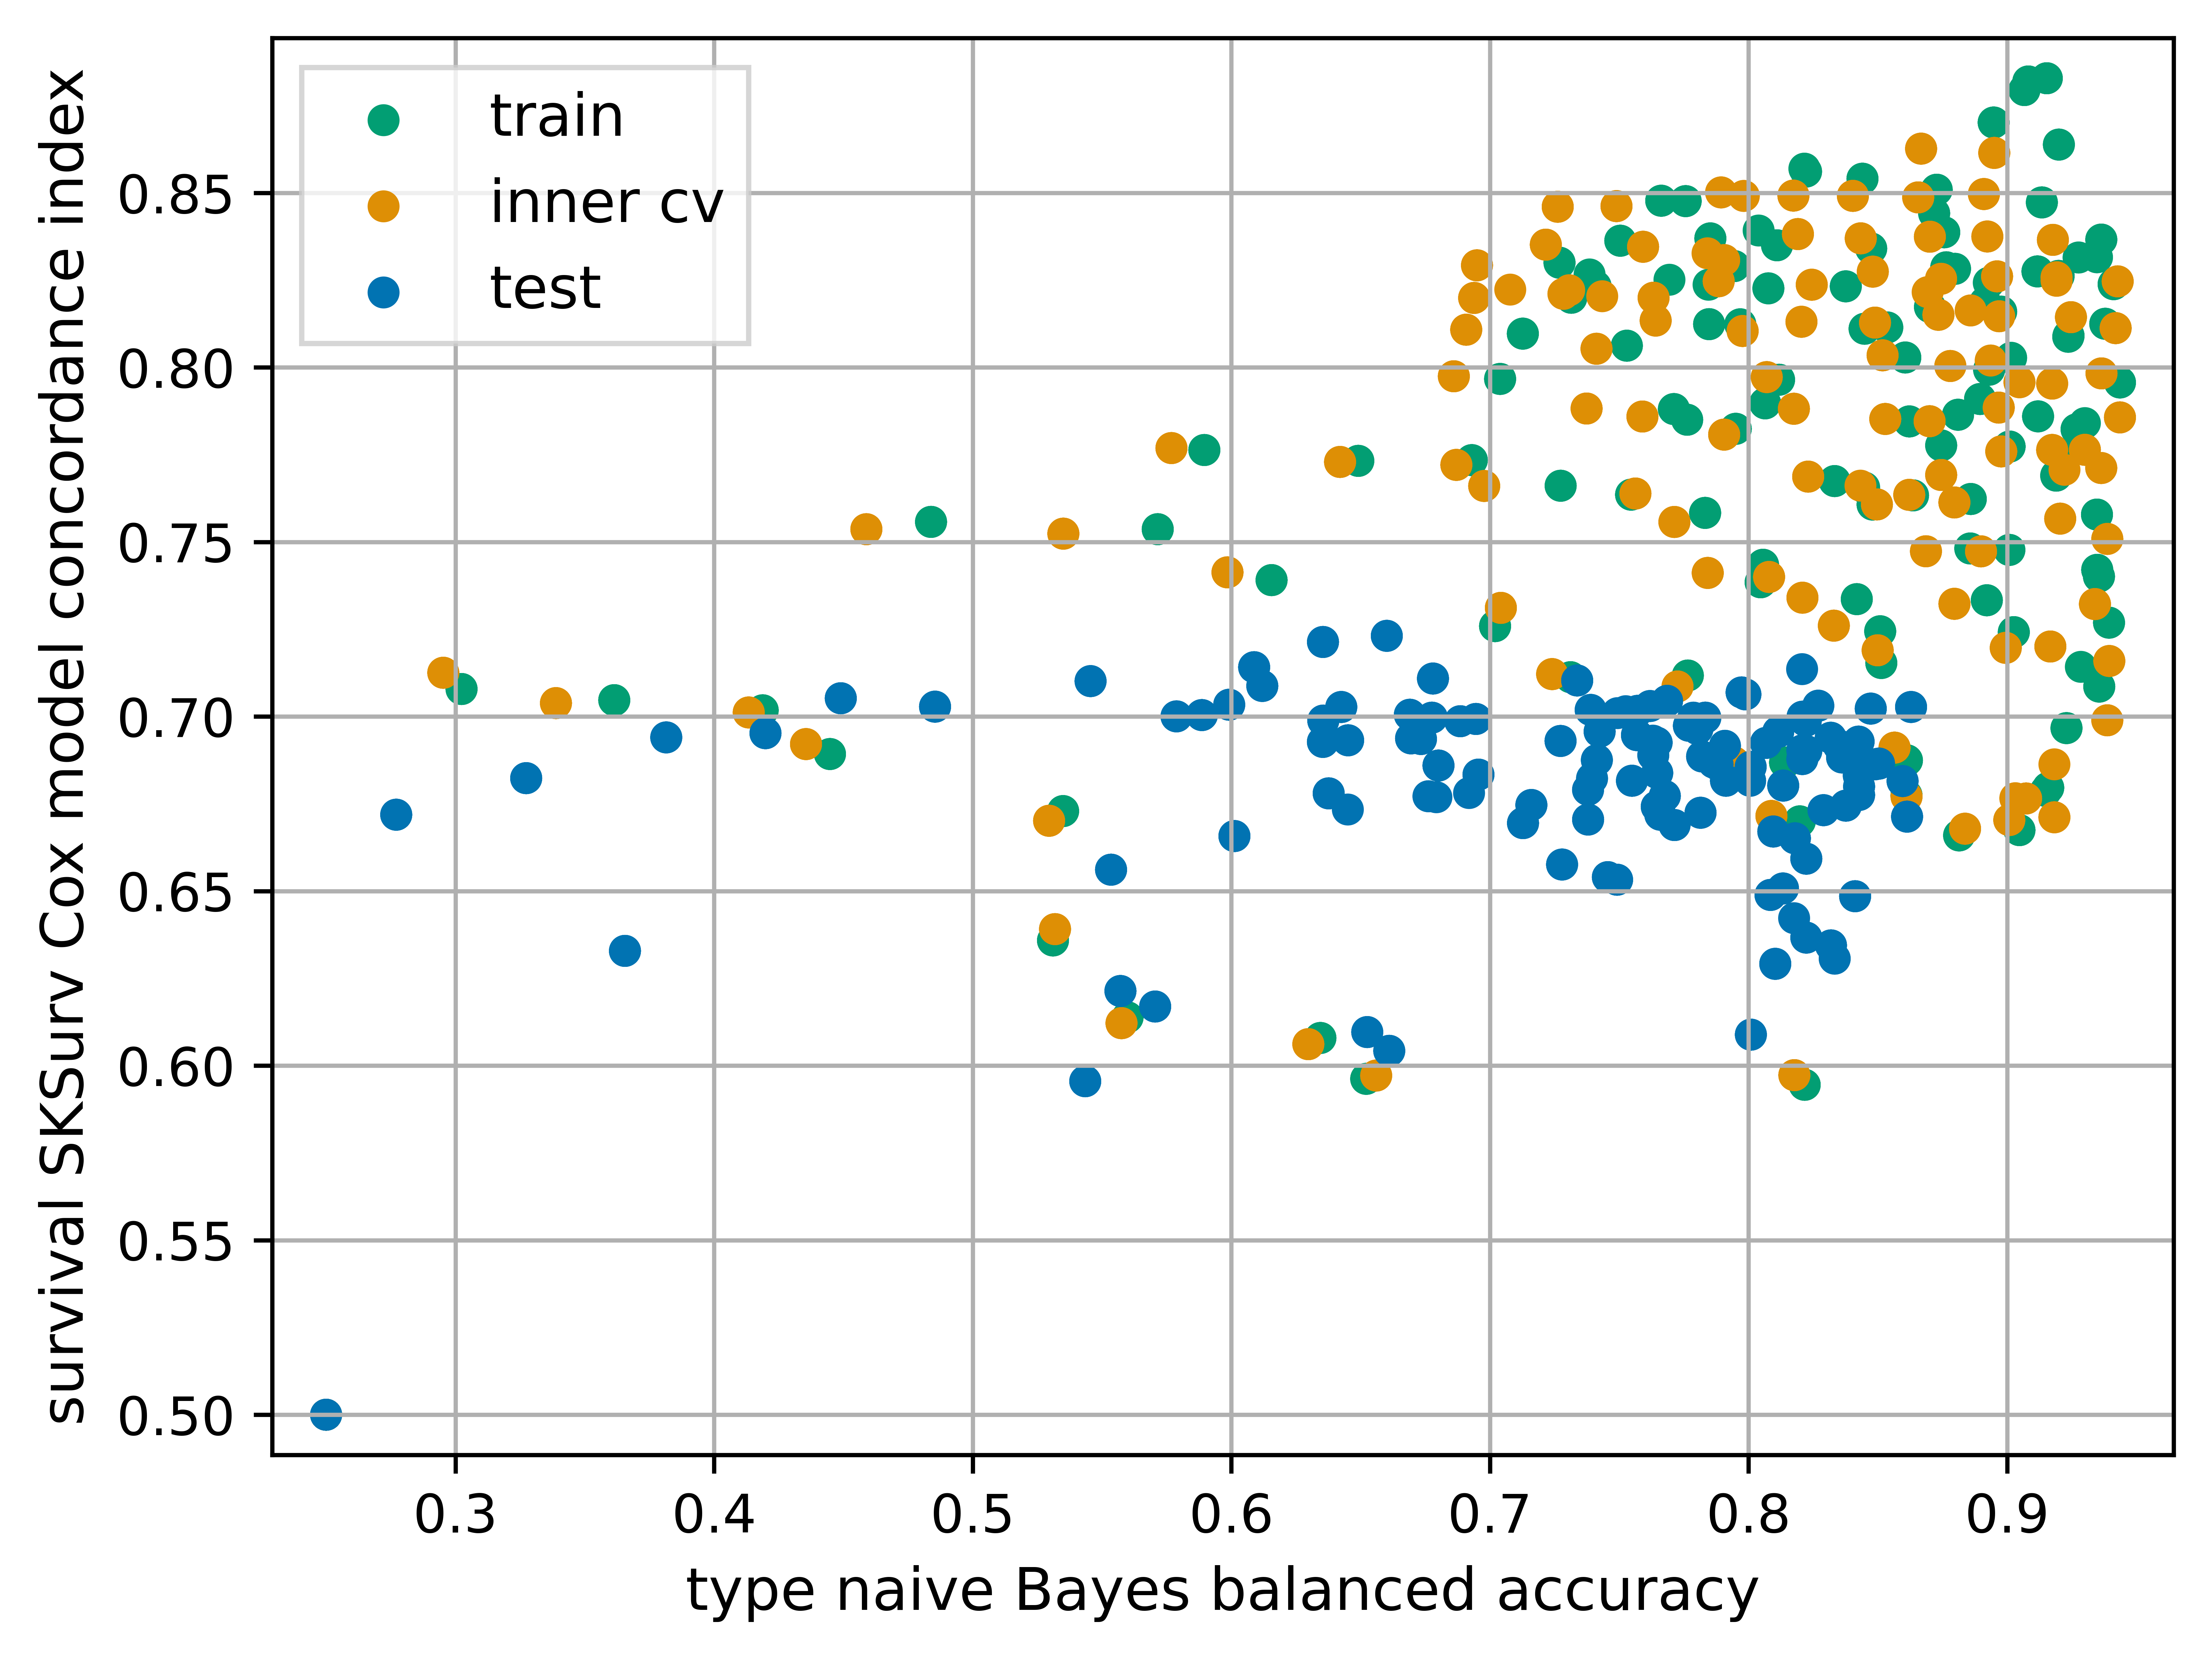 train
inner cv
test
survival SKSurv Cox model concordance index
0.85
0.80
0.75
0.70
0.65
0.60
0.55
0.50
0.3 0.4 0.5 0.6 0.7 0.8 0.9
type naive Bayes balanced accuracy